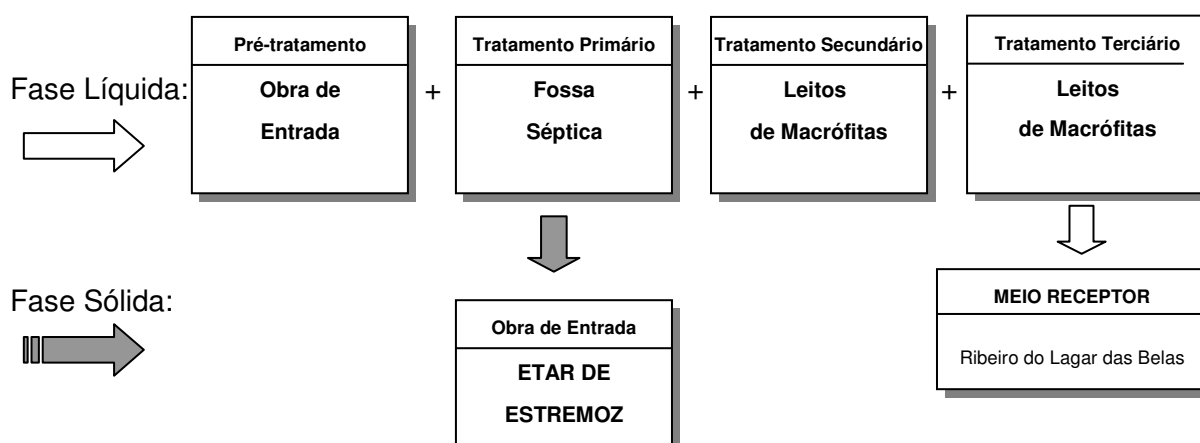 Fase Líquida:
Pré-tratamento
Obra de
Entrada
+
Tratamento Primário
Fossa
Séptica
+
Tratamento Secundário
Leitos
de Macrófitas
+
Tratamento Terciário
Leitos
de Macrófitas
Fase Sólida:
Obra de Entrada
ETAR DE
ESTREMOZ
MEIO RECEPTOR
Ribeiro do Lagar das Belas